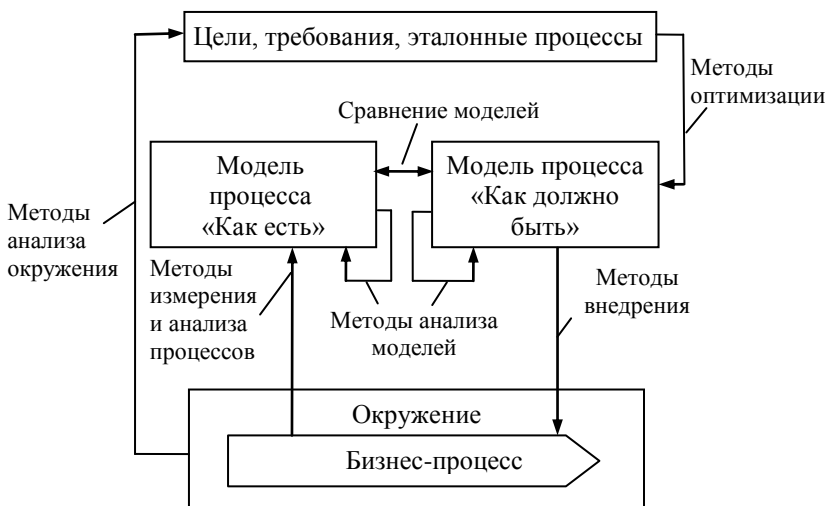 Цели, требования, эталонные процессы
Методы
оптимизации
Сравнение моделей
Модель
процесса
«Как есть»
Модель процесса
«Как должно
быть»
Методы
анализа
окружения
Методы
измерения
и анализа
процессов
Методы анализа
моделей
Методы
внедрения
Окружение
Бизнес-процесс